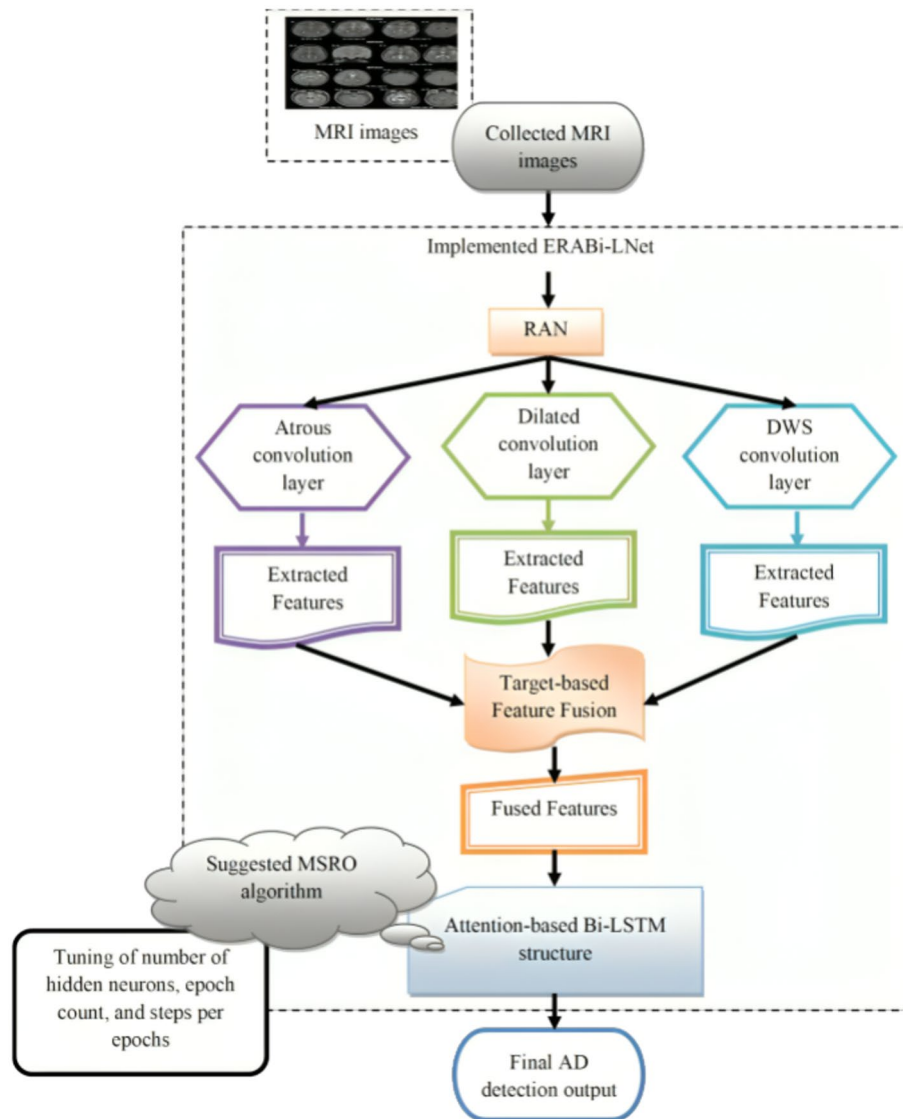 MRI images
Collected MRI
images
Implemented ERABi-LNet
RAN
Atrous
convolution
layer
Dilated
convolution
layer
DWS
convolution
layer
Extracted
Features
Extracted
Features
Extracted
Features
Target-based
Feature Fusion
Fused Features
Suggested MSRO
algorithm
Attention-based Bi-LSTM
structure
Tuning of number of
hidden neurons, epoch
count, and steps per
epochs
Final AD
detection output